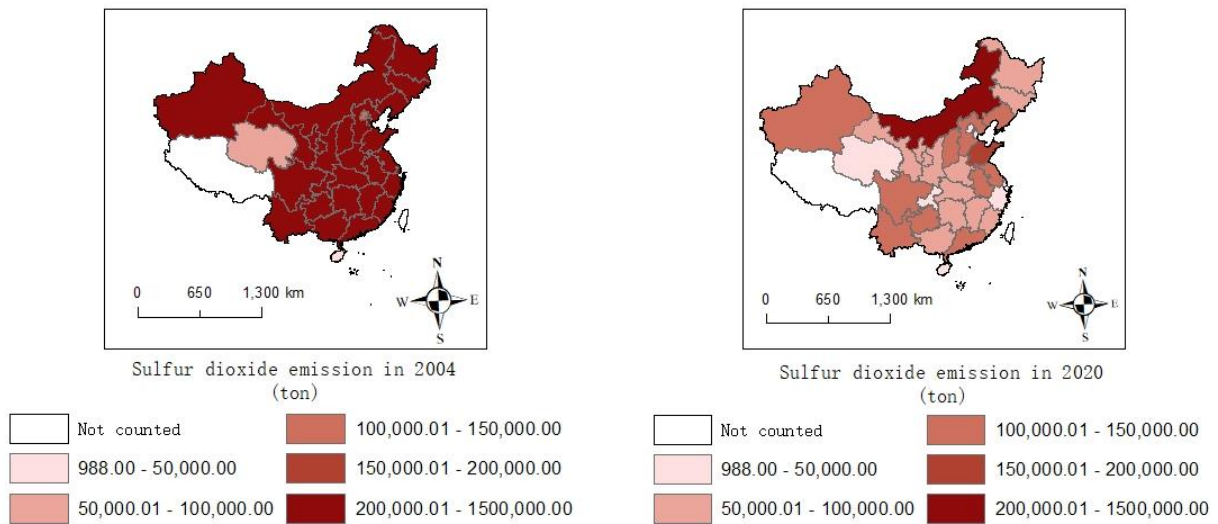 N
W E
S
0 650 1,300 km
Sulfur dioxide emission in 2004
(ton)
Not counted
988.00 - 50,000.00
50,000.01 - 100,000.00
100,000.01 - 150,000.00
150,000.01 - 200,000.00
200,000.01 - 1500,000.00
N
W E
S
0 650 1,300 km
Sulfur dioxide emission in 2020
(ton)
Not counted
988.00 - 50,000.00
50,000.01 - 100,000.00
100,000.01 - 150,000.00
150,000.01 - 200,000.00
200,000.01 - 1500,000.00